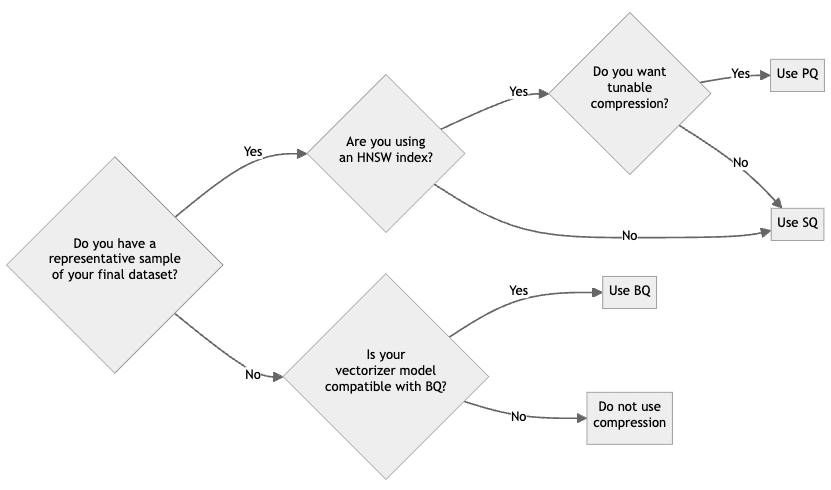 Do you have a
representative sample
of your final dataset?
Yes
No
Are you using
an HNSW index?
Yes
No
Do you want
tunable
compression?
Yes
No
Use PQ
Use SQ
Is your
vectorizer model
compatible with BQ?
Yes
No
Use BQ
Do not use
compression